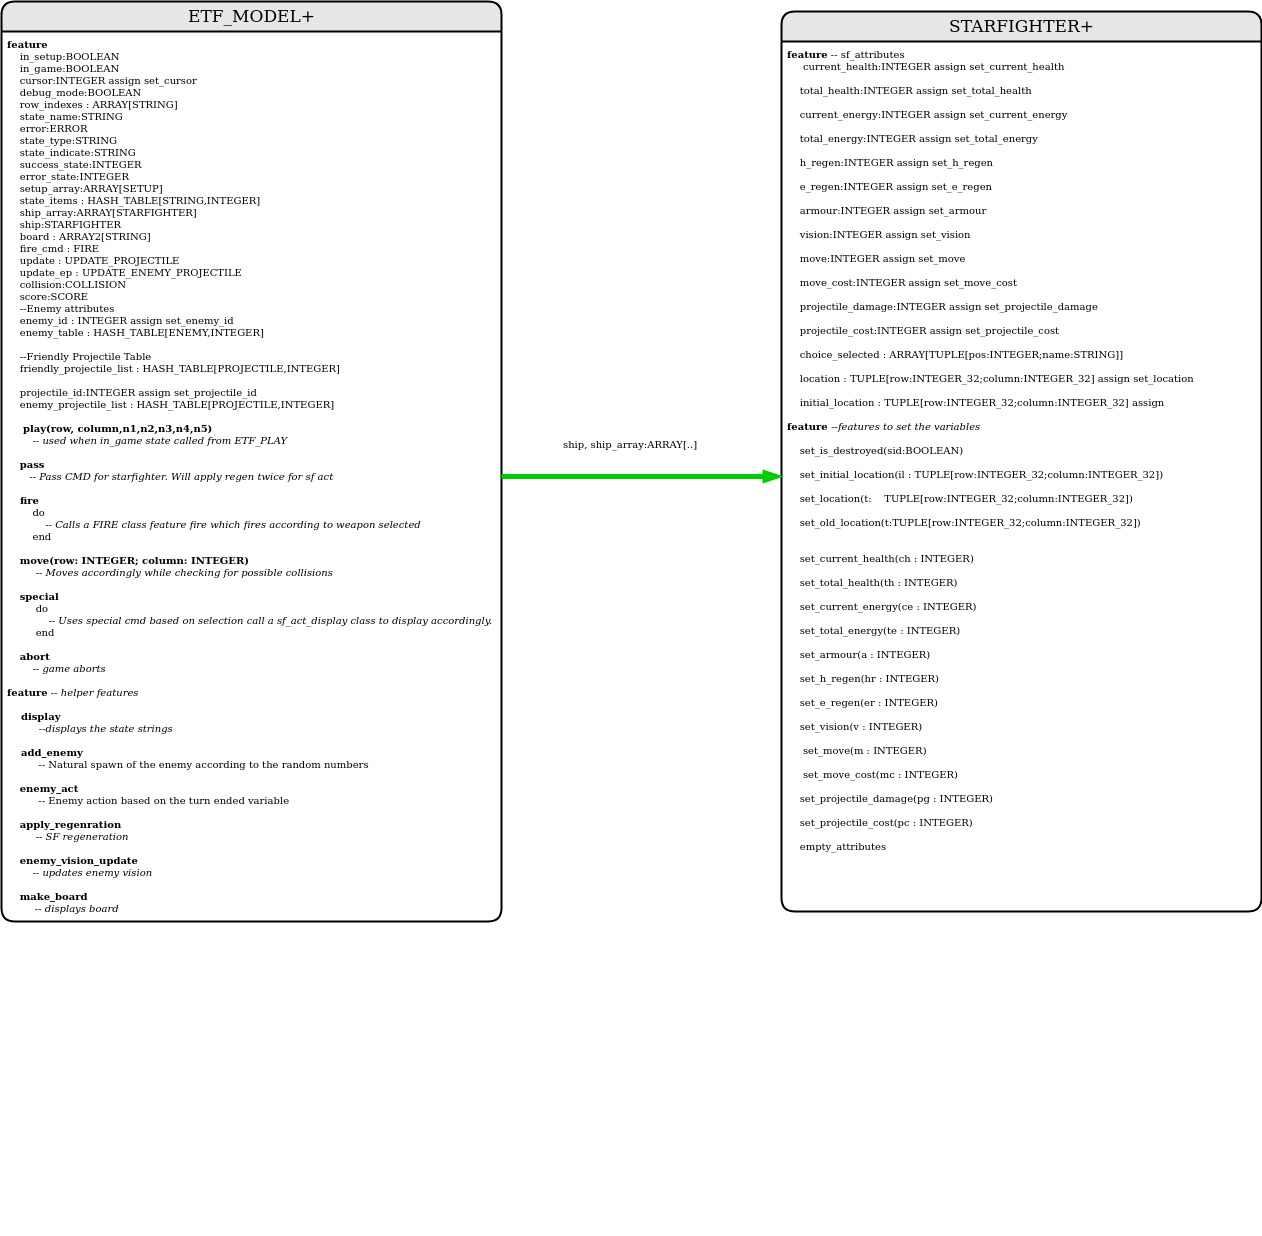 ETF_MODEL+
feature
in_setup:BOOLEAN
in_game:BOOLEAN
cursor:INTEGER assign set_cursor
debug_mode:BOOLEAN
row_indexes : ARRAY[STRING]
state_name:STRING
error:ERROR
state_type:STRING
state_indicate:STRING
success_state:INTEGER
error_state:INTEGER
setup_array:ARRAY[SETUP]
state_items : HASH_TABLE[STRING,INTEGER]
ship_array:ARRAY[STARFIGHTER]
ship:STARFIGHTER
board : ARRAY2[STRING]
fire_cmd : FIRE
update : UPDATE_PROJECTILE
update_ep : UPDATE_ENEMY_PROJECTILE
collision:COLLISION
score:SCORE
--Enemy attributes
enemy_id : INTEGER assign set_enemy_id
enemy_table : HASH_TABLE[ENEMY,INTEGER]
--Friendly Projectile Table
friendly_projectile_list : HASH_TABLE[PROJECTILE,INTEGER]
projectile_id:INTEGER assign set_projectile_id
enemy_projectile_list : HASH_TABLE[PROJECTILE,INTEGER]
play(row, column,n1,n2,n3,n4,n5)
-- used when in_game state called from ETF_PLAY
pass
-- Pass CMD for starfighter. Will apply regen twice for sf act
fire
do
-- Calls a FIRE class feature fire which fires according to weapon selected
end
move(row: INTEGER; column: INTEGER)
-- Moves accordingly while checking for possible collisions
special
do
-- Uses special cmd based on selection call a sf_act_display class to display accordingly.
end
abort
-- game aborts
feature -- helper features
display
--displays the state strings
add_enemy
-- Natural spawn of the enemy according to the random numbers
enemy_act
-- Enemy action based on the turn ended variable
apply_regenration
-- SF regeneration
enemy_vision_update
-- updates enemy vision
make_board
-- displays board
ship, ship_array:ARRAY[..]
STARFIGHTER+
feature -- sf_attributes
current_health:INTEGER assign set_current_health
total_health:INTEGER assign set_total_health
current_energy:INTEGER assign set_current_energy
total_energy:INTEGER assign set_total_energy
h_regen:INTEGER assign set_h_regen
e_regen:INTEGER assign set_e_regen
armour:INTEGER assign set_armour
vision:INTEGER assign set_vision
move:INTEGER assign set_move
move_cost:INTEGER assign set_move_cost
projectile_damage:INTEGER assign set_projectile_damage
projectile_cost:INTEGER assign set_projectile_cost
choice_selected : ARRAY[TUPLE[pos:INTEGER;name:STRING]]
location : TUPLE[row:INTEGER_32;column:INTEGER_32] assign set_location
initial_location : TUPLE[row:INTEGER_32;column:INTEGER_32] assign
feature --features to set the variables
set_is_destroyed(sid:BOOLEAN)
set_initial_location(il : TUPLE[row:INTEGER_32;column:INTEGER_32])
set_location(t: TUPLE[row:INTEGER_32;column:INTEGER_32])
set_old_location(t:TUPLE[row:INTEGER_32;column:INTEGER_32])
set_current_health(ch : INTEGER)
set_total_health(th : INTEGER)
set_current_energy(ce : INTEGER)
set_total_energy(te : INTEGER)
set_armour(a : INTEGER)
set_h_regen(hr : INTEGER)
set_e_regen(er : INTEGER)
set_vision(v : INTEGER)
set_move(m : INTEGER)
set_move_cost(mc : INTEGER)
set_projectile_damage(pg : INTEGER)
set_projectile_cost(pc : INTEGER)
empty_attributes